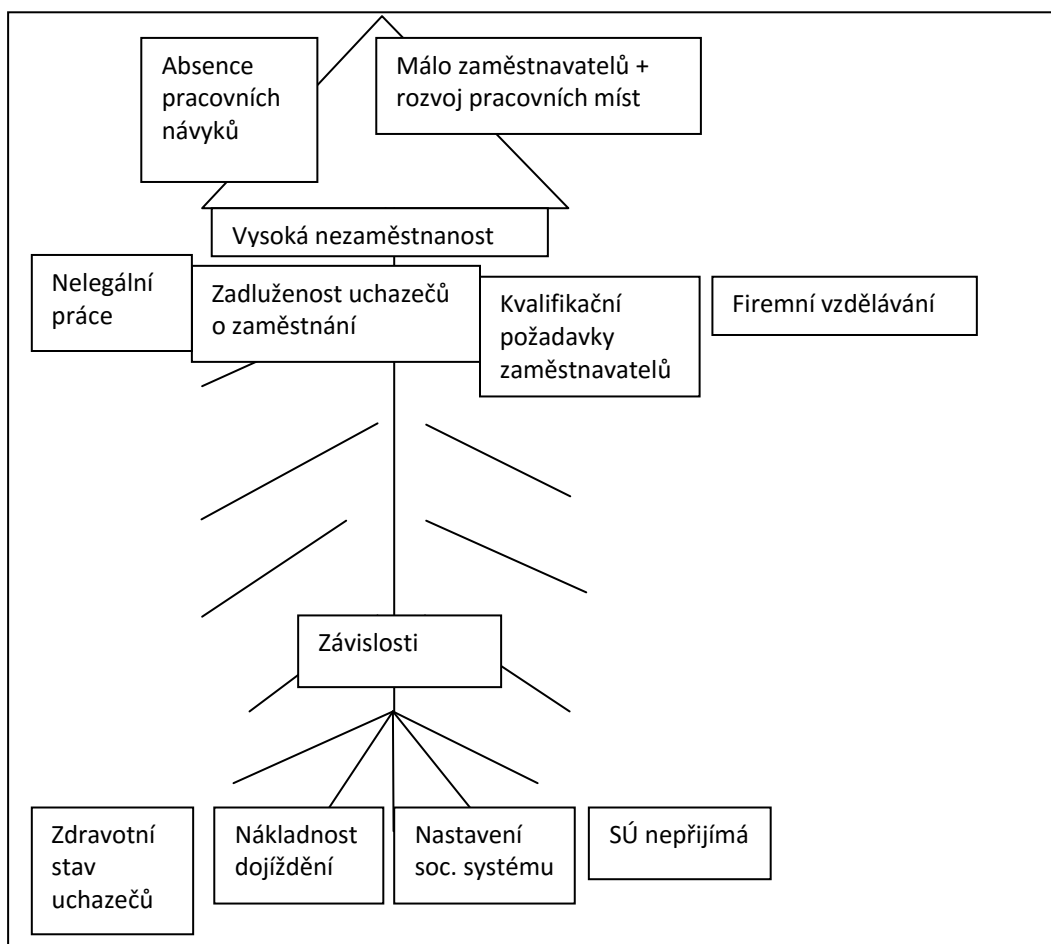 Absence
pracovních
návyků
Málo zaměstnavatelů +
rozvoj pracovních míst
Vysoká nezaměstnanost
Nelegální
práce
Zadluženost uchazečů
o zaměstnání
Kvalifikační
požadavky
zaměstnavatelů
Firemní vzdělávání
Závislosti
Zdravotní
stav
uchazečů
Nákladnost
dojíždění
Nastavení
soc. systému
SÚ nepřijímá